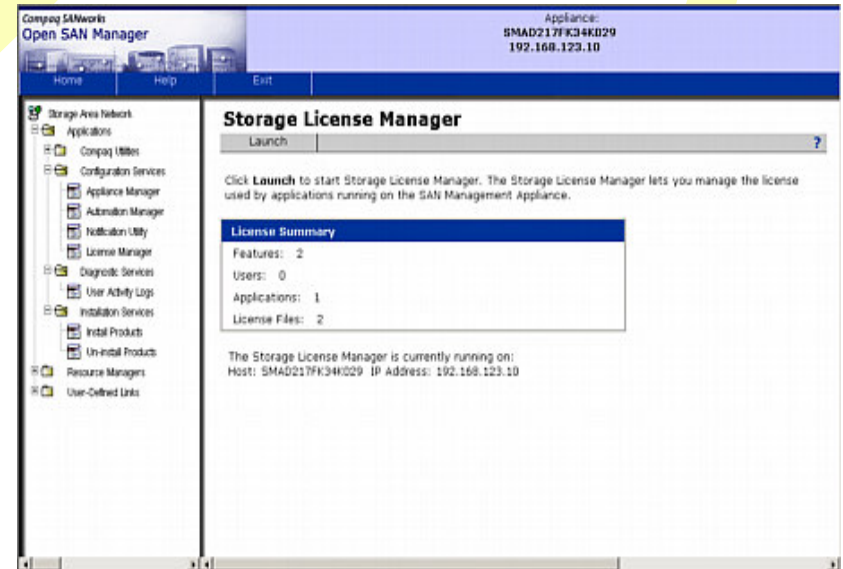 Compaq SANworks
Open SAN Manager
Appliance:
SMAD217FK34K029
192.168.123.10
Home
Help
Exit
Storage Area Network
Applications
Compaq Utilities
Configuration Services
Appliance Manager
Automation Manager
Notification Utility
License Manager
Diagnostic Services
User Activity Logs
Installation Services
Install Products
Un-install Products
Resource Managers
User-Defined Links
Storage License Manager
Launch
?
Click Launch to start Storage License Manager. The Storage License Manager lets you manage the license
used by applications running on the SAN Management Appliance.
License Summary
Features: 2
Users: 0
Applications: 1
License Files: 2
The Storage License Manager is currently running on:
Host: SMAD217FK34K029 IP Address: 192.168.123.10